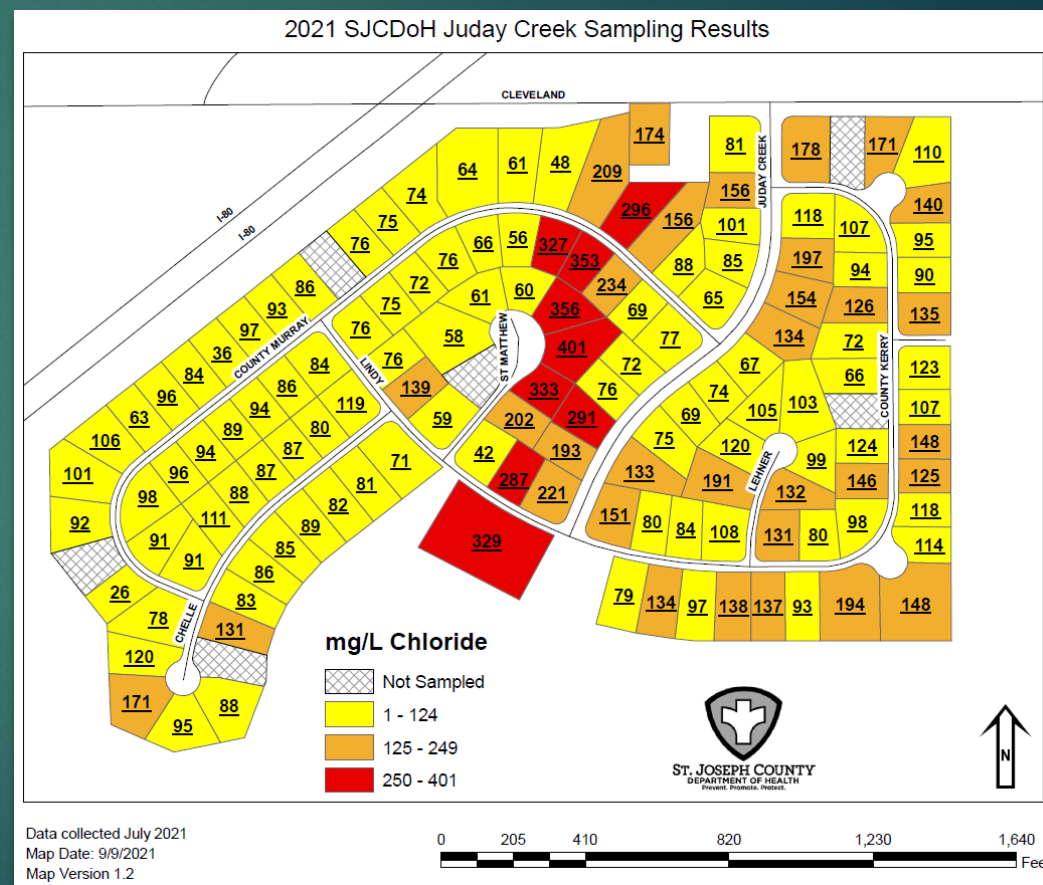 2021 SJCDoH Juday Creek Sampling Results
CLEVELAND
I-80
I-80
COUNTY MURRAY
LINDY
ST MATTHEW
JUDAY CREEK
COUNTY KERRY
LEHNER
CHELLE
64 61 48 209 174 81 178 171 110
74 75 76 86 93 97 36 84 96 63 106 101 92
296 156 156 101 88 85 65
140 95 90 135 123 107 148 125 118 114
118 107 197 94 154 126 134 72 66 124 146 98
66 56 327 353 234 69 77
76 72 75 76 61 60 58 76 139 59
356 401 72 333 76 291 202 193 42 287 221
329
84 86 119 94 80 89 87 94 87 96 88 98 111 91 91
71 81 82 89 85 86 83 131
67 74 69 75 105 103 120 99 133 191 132
151 80 84 108 131 80
79 134 97 138 137 93 194 148
26 78 120 171 95 88
mg/L Chloride
Not Sampled
1 - 124
125 - 249
250 - 401
ST. JOSEPH COUNTY
DEPARTMENT OF HEALTH
Prevent. Promote. Protect.
N
Data collected July 2021
Map Date: 9/9/2021
Map Version 1.2
0 205 410 820 1,230 1,640
Fee